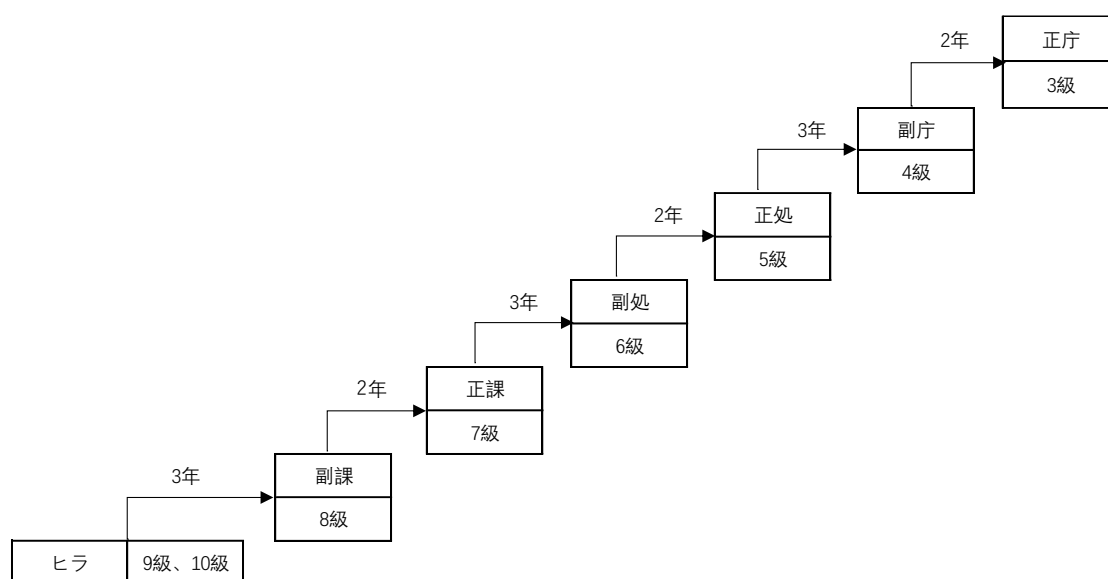 正庁
3級
2年
副庁
4級
3年
正処
5級
2年
副処
6級
3年
正課
7級
2年
副課
8級
3年
ヒラ
9級、10級